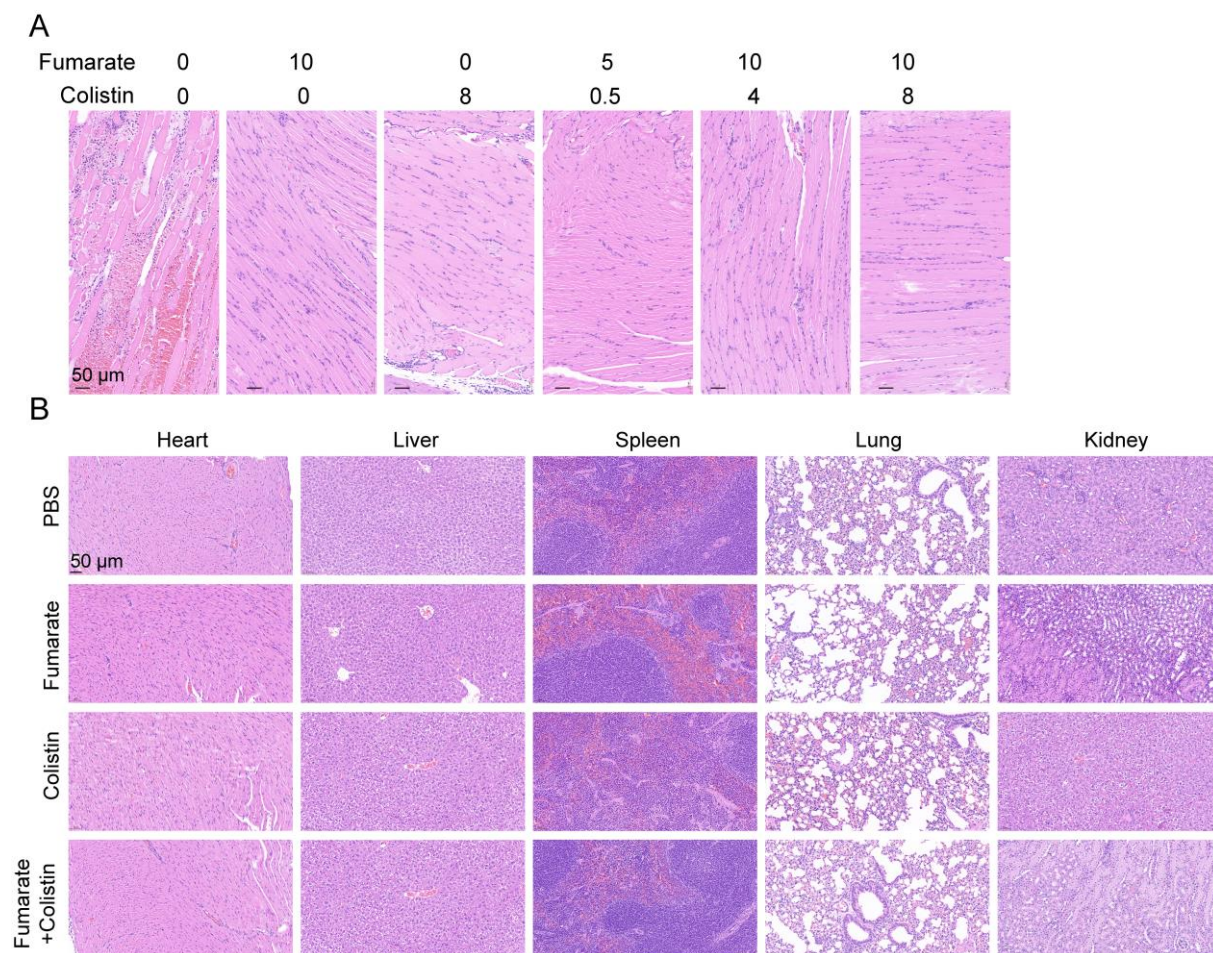 A
Fumarate 0 10 0 5 10 10
Colistin 0 0 8 0.5 4 8
50 μm
B
Heart Liver Spleen Lung Kidney
PBS
50 μm
Fumarate
Colistin
Fumarate
+Colistin